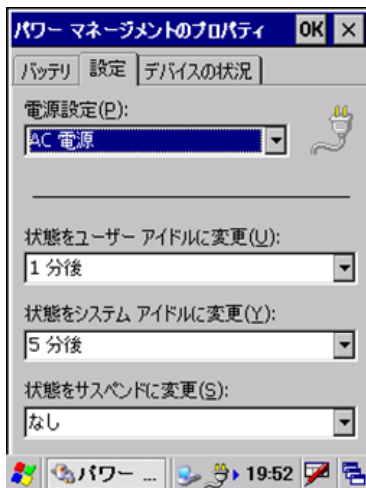 パワー マネージメントのプロパティ OK ×
バッテリ 設定 デバイスの状況
電源設定(P):
AC 電源
状態をユーザー アイドルに変更(U):
1 分後
状態をシステム アイドルに変更(Y):
5 分後
状態をサスペンドに変更(S):
なし
パワー ... 19:52